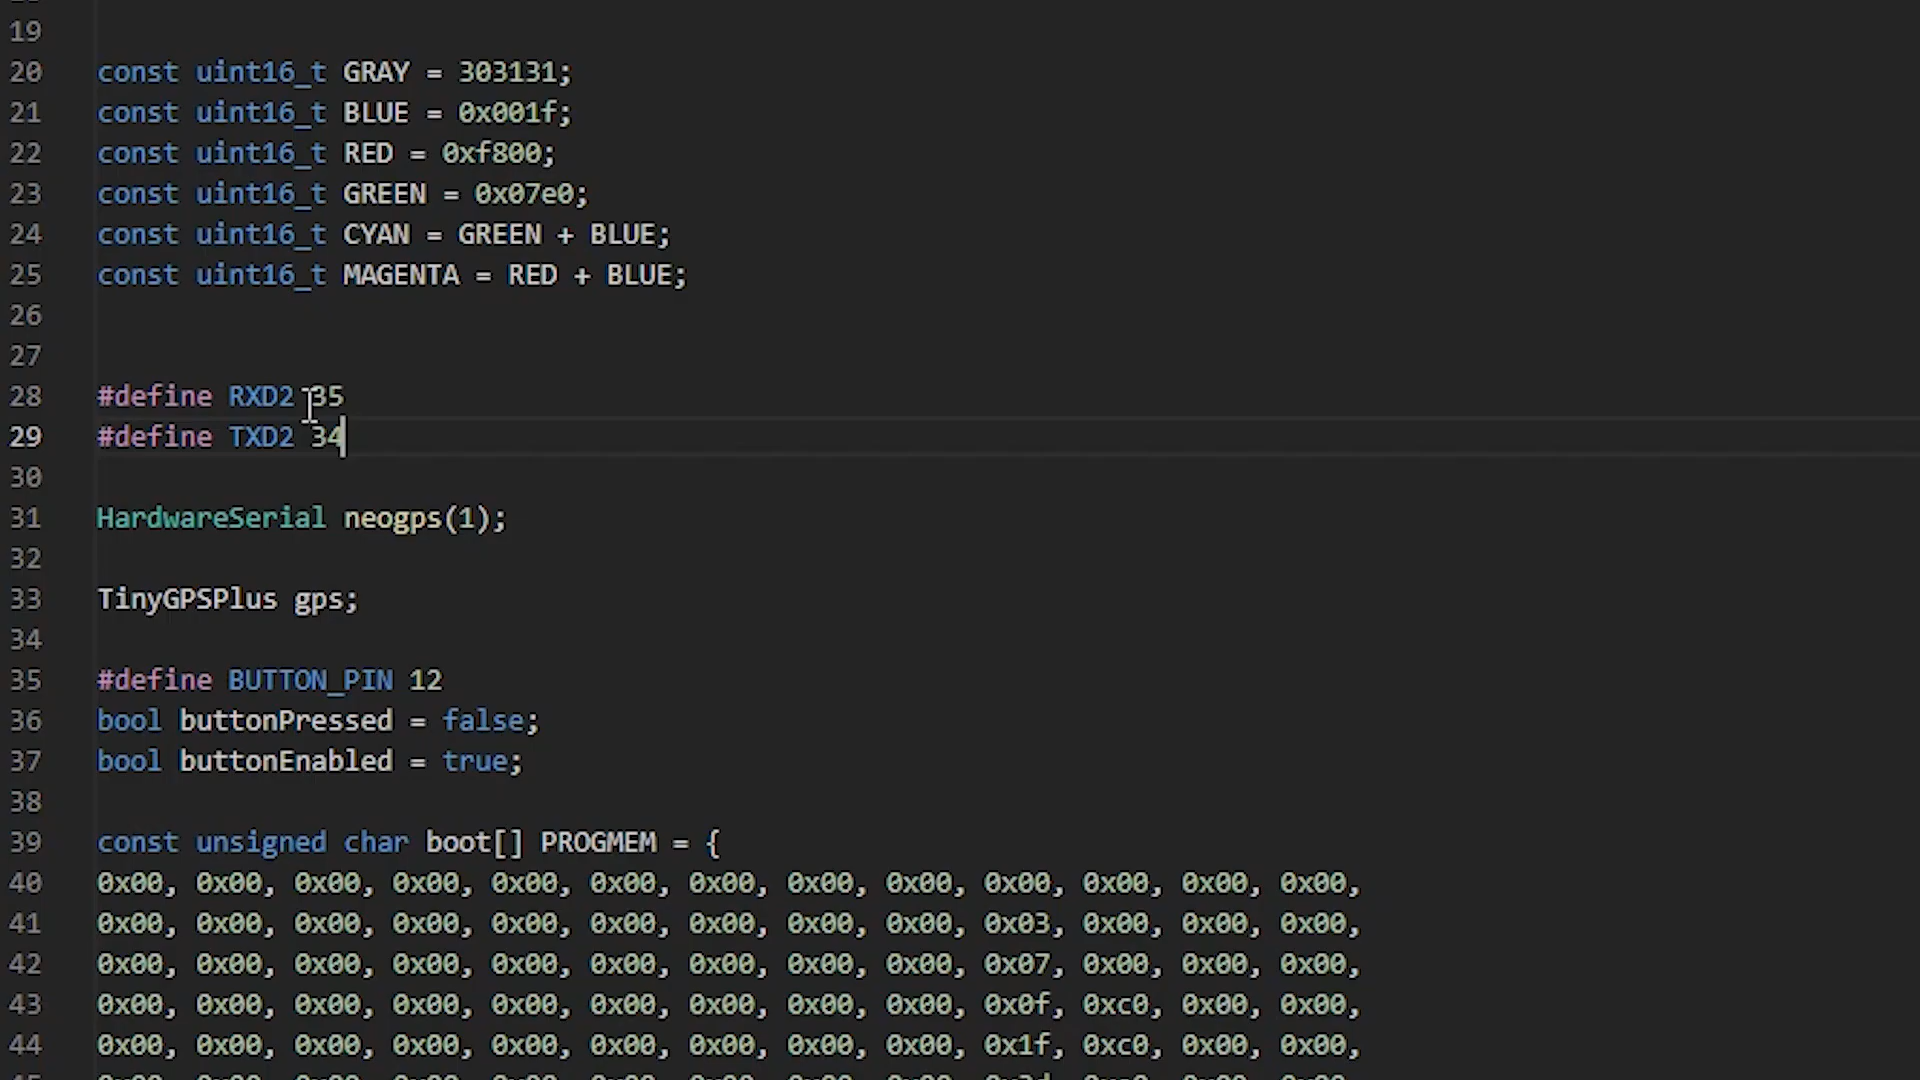 19
20 const uint16_t GRAY = 303131;
21 const uint16_t BLUE = 0x001f;
22 const uint16_t RED = 0xf800;
23 const uint16_t GREEN = 0x07e0;
24 const uint16_t CYAN = GREEN + BLUE;
25 const uint16_t MAGENTA = RED + BLUE;
26
27
28 #define RXD2 35
29 #define TXD2 34
30
31 HardwareSerial neogps(1);
32
33 TinyGPSPlus gps;
34
35 #define BUTTON_PIN 12
36 bool buttonPressed = false;
37 bool buttonEnabled = true;
38
39 const unsigned char boot[] PROGMEM = {
40 0x00, 0x00, 0x00, 0x00, 0x00, 0x00, 0x00, 0x00, 0x00, 0x00, 0x00, 0x00, 0x00,
41 0x00, 0x00, 0x00, 0x00, 0x00, 0x00, 0x00, 0x00, 0x00, 0x03, 0x00, 0x00, 0x00,
42 0x00, 0x00, 0x00, 0x00, 0x00, 0x00, 0x00, 0x00, 0x00, 0x07, 0x00, 0x00, 0x00,
43 0x00, 0x00, 0x00, 0x00, 0x00, 0x00, 0x00, 0x00, 0x00, 0x0f, 0xc0, 0x00, 0x00,
44 0x00, 0x00, 0x00, 0x00, 0x00, 0x00, 0x00, 0x00, 0x00, 0x1f, 0xc0, 0x00, 0x00,